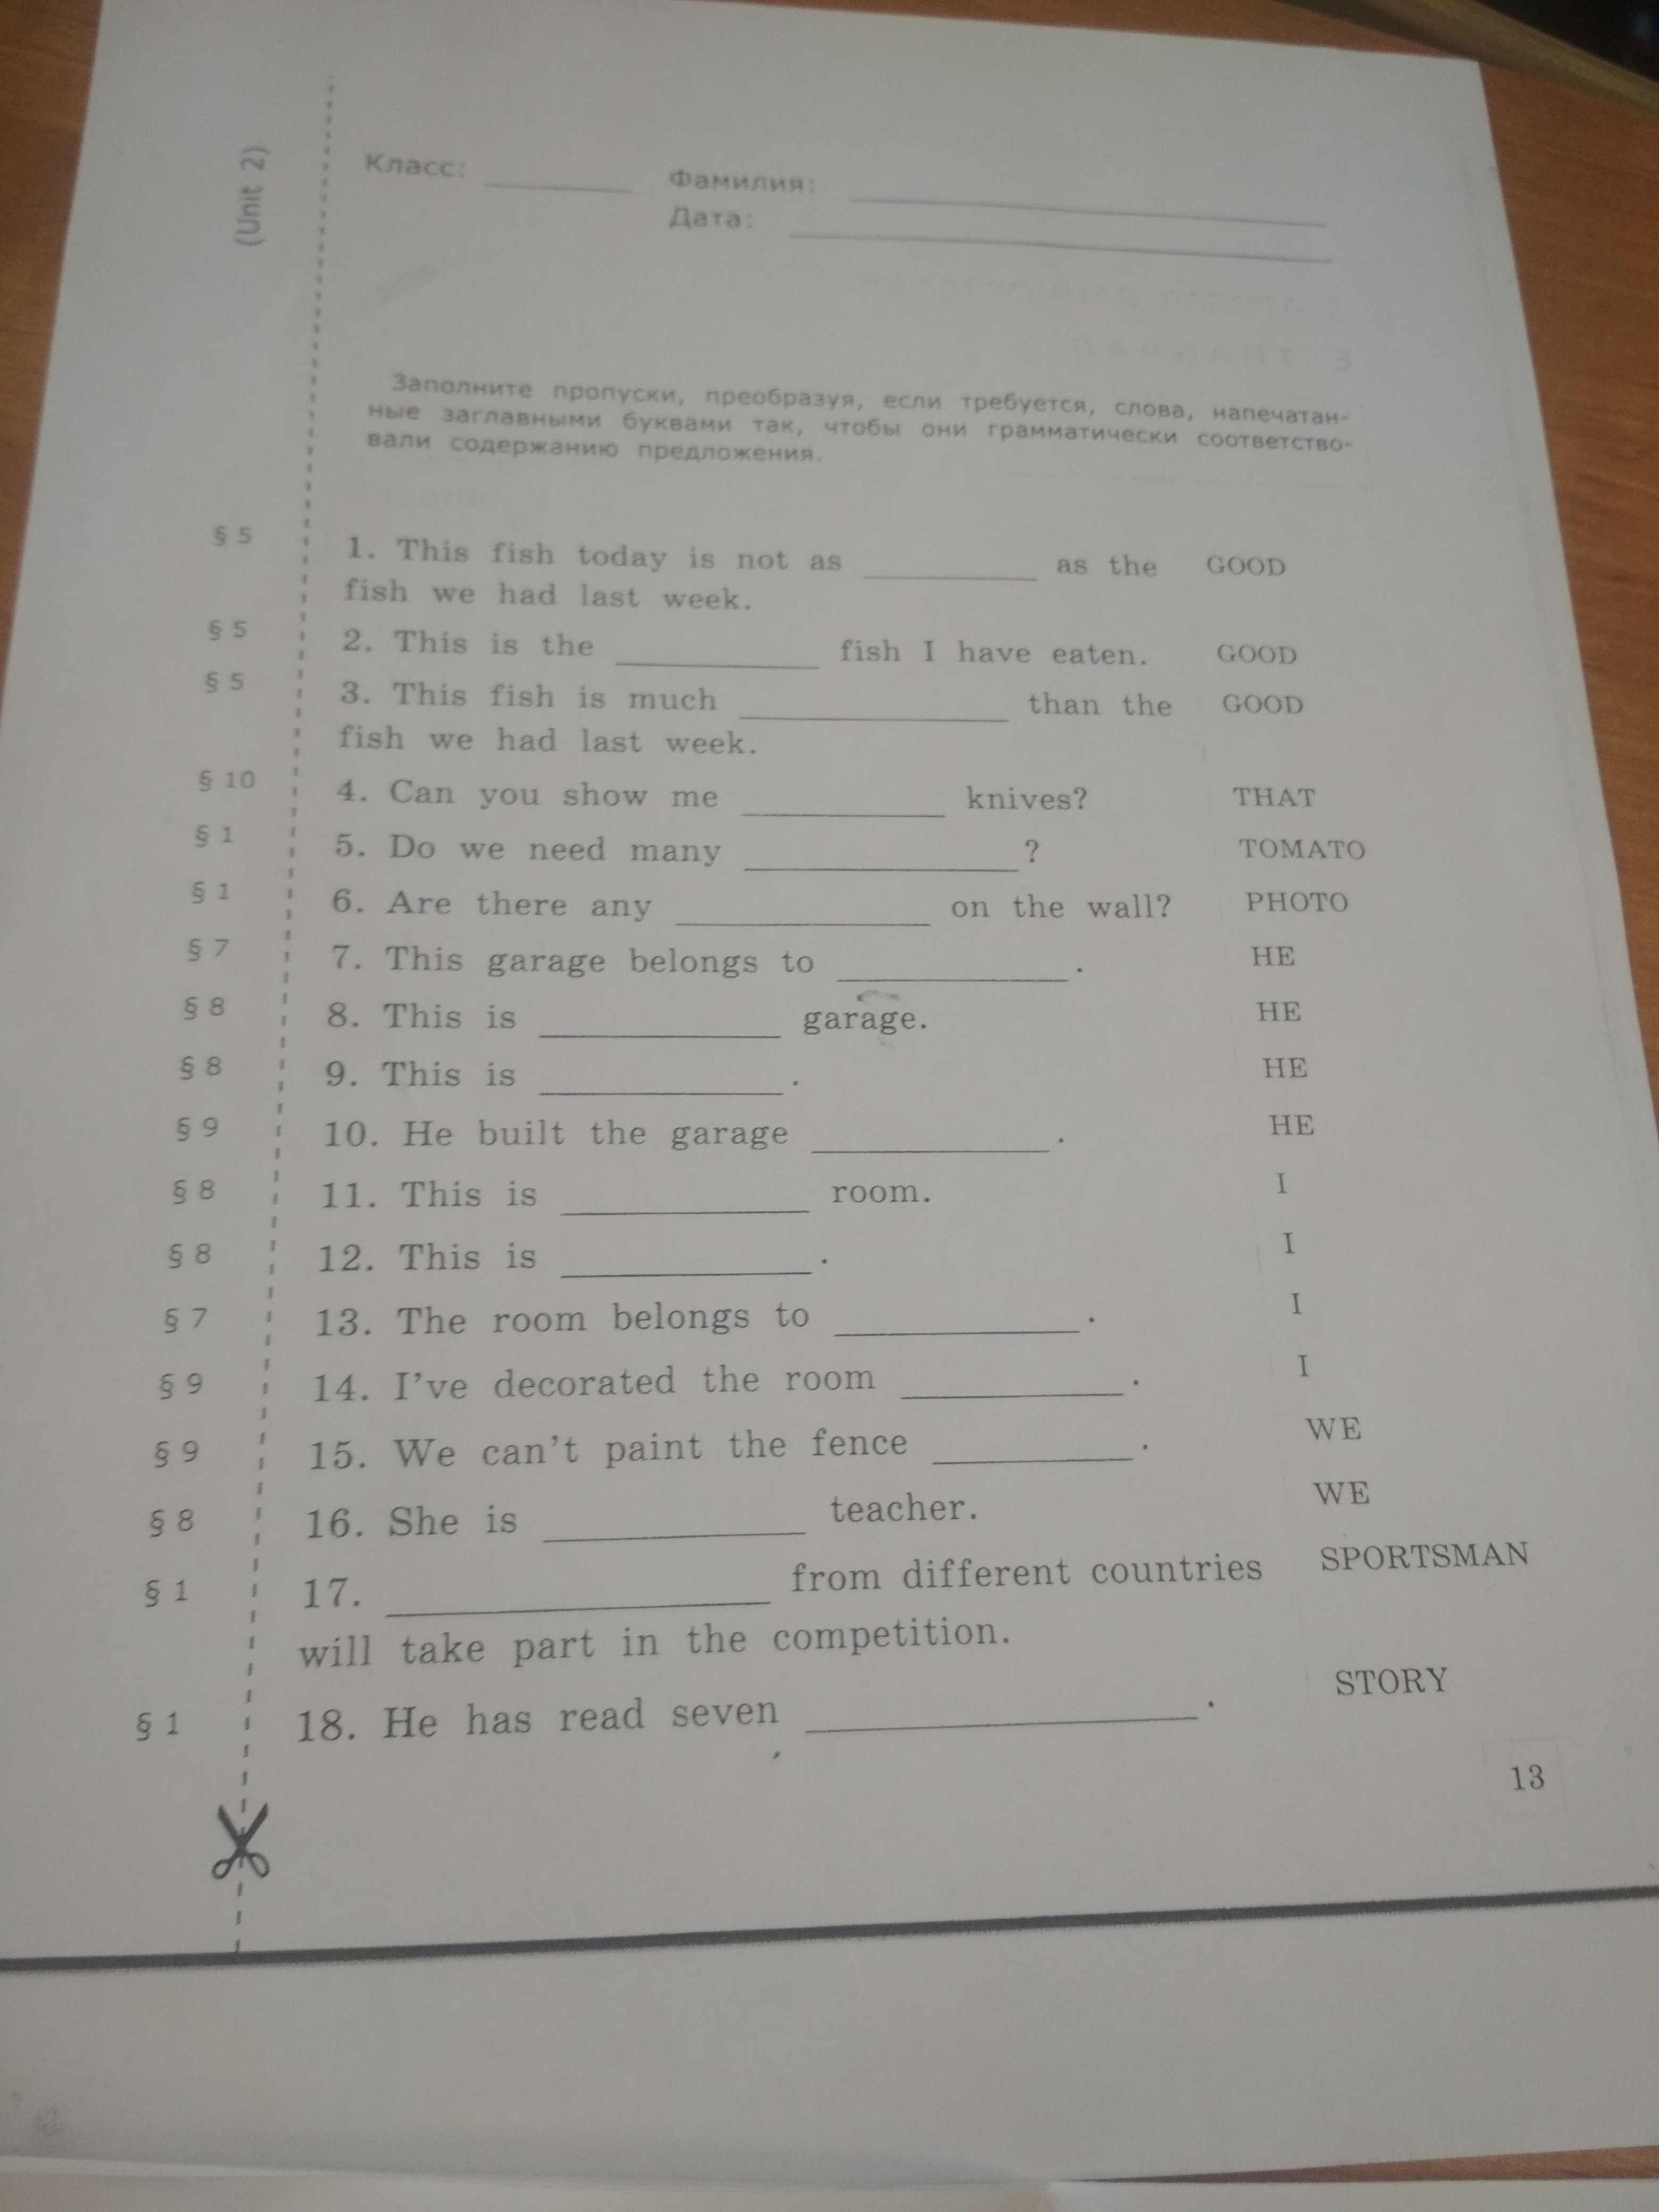 (Unit 2)
Класс: Фамилия:
Дата:
Заполните пропуски, преобразуя, если требуется, слова, напечатан-
ные заглавными буквами так, чтобы они грамматически соответство-
вали содержанию предложения.
§ 5 1. This fish today is not as ________ as the GOOD
fish we had last week.
§ 5 2. This is the ________ fish I have eaten. GOOD
§ 5 3. This fish is much ________ than the GOOD
fish we had last week.
§ 10 4. Can you show me ________ knives? THAT
§ 1 5. Do we need many ________? TOMATO
§ 1 6. Are there any ________ on the wall? PHOTO
§ 7 7. This garage belongs to ________. HE
§ 8 8. This is ________ garage. HE
§ 8 9. This is ________. HE
§ 9 10. He built the garage ________. HE
§ 8 11. This is ________ room. I
§ 8 12. This is ________. I
§ 7 13. The room belongs to ________. I
§ 9 14. I've decorated the room ________. I
§ 9 15. We can't paint the fence ________. WE
§ 8 16. She is ________ teacher. WE
§ 1 17. ________ from different countries SPORTSMAN
will take part in the competition.
§ 1 18. He has read seven ________. STORY
13